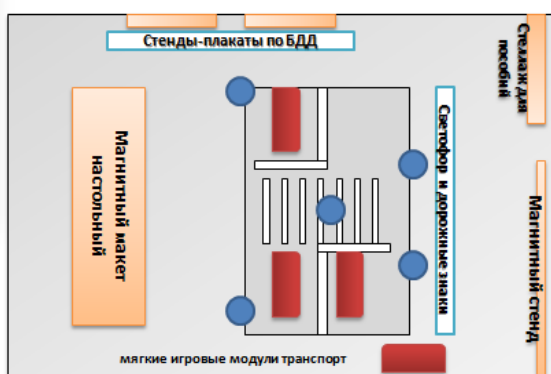 Стенды-плакаты по БДД
Стеллаж для
пособий
Магнитный макет
настольный
Светофор и дорожные знаки
Магнитный стенд
мягкие игровые модули транспорт